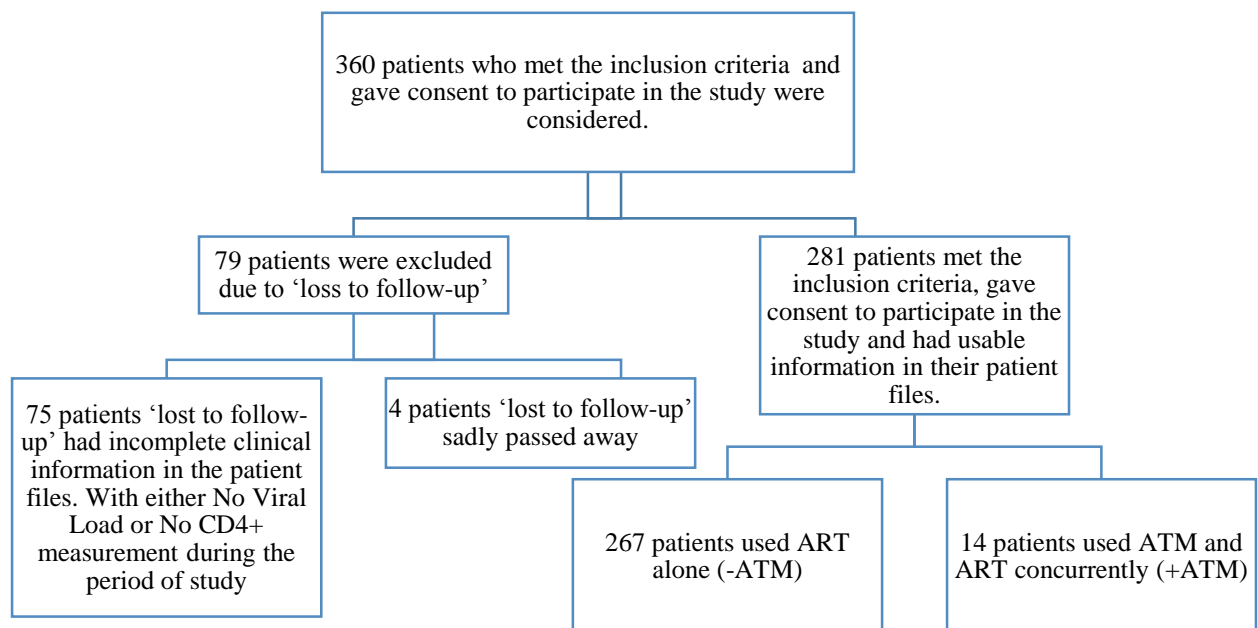 360 patients who met the inclusion criteria and
gave consent to participate in the study were
considered.
79 patients were excluded
due to ‘loss to follow-up’
281 patients met the
inclusion criteria, gave
consent to participate in the
study and had usable
information in their patient
files.
75 patients ‘lost to follow-
up’ had incomplete clinical
information in the patient
files. With either No Viral
Load or No CD4+
measurement during the
period of study
4 patients ‘lost to follow-up’
sadly passed away
267 patients used ART
alone (-ATM)
14 patients used ATM and
ART concurrently (+ATM)